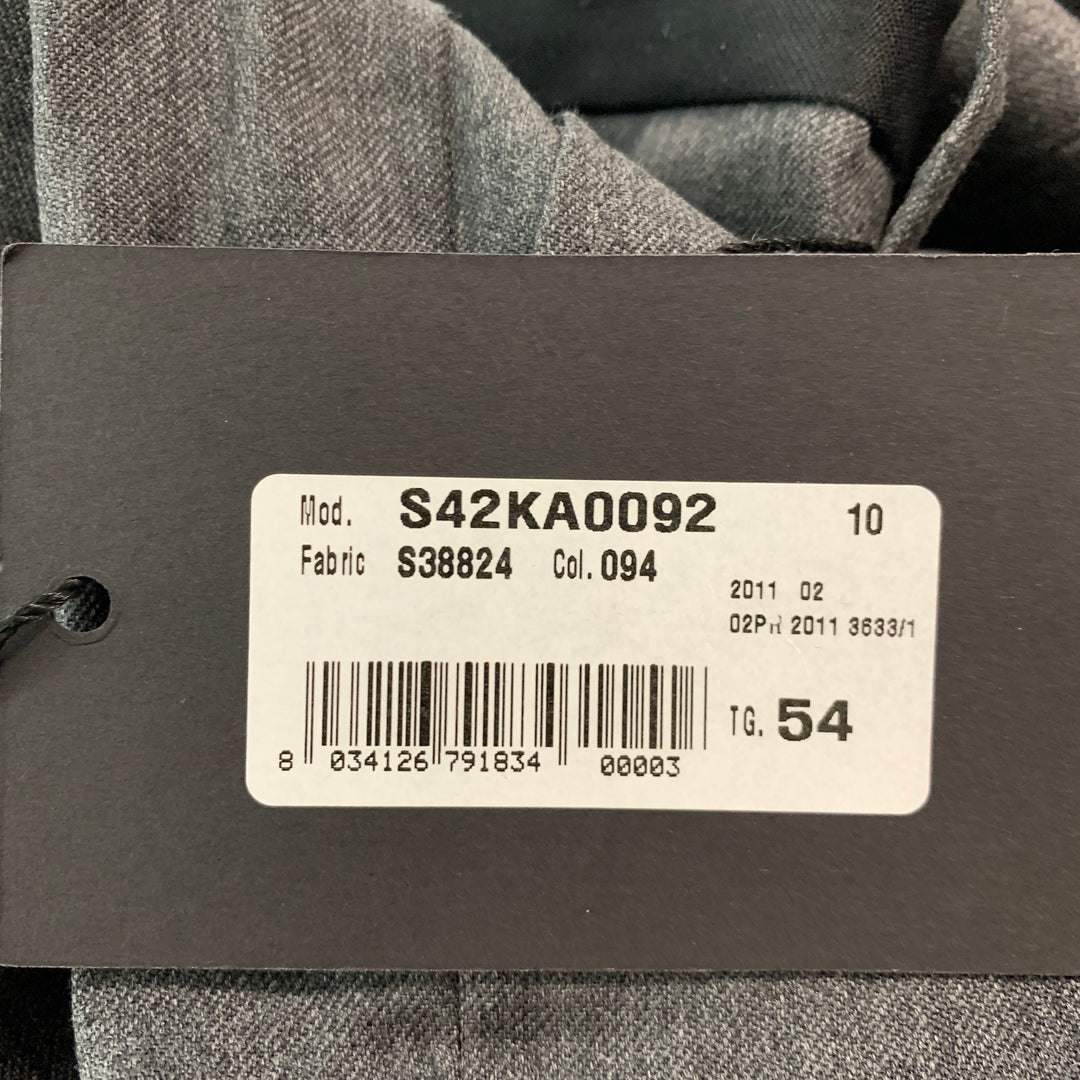 Mod. S42KA0092 10
Fabric S38824 Col. 094
2011 02
02PR 2011 3633/1
TG. 54
8 034126 791834 00003